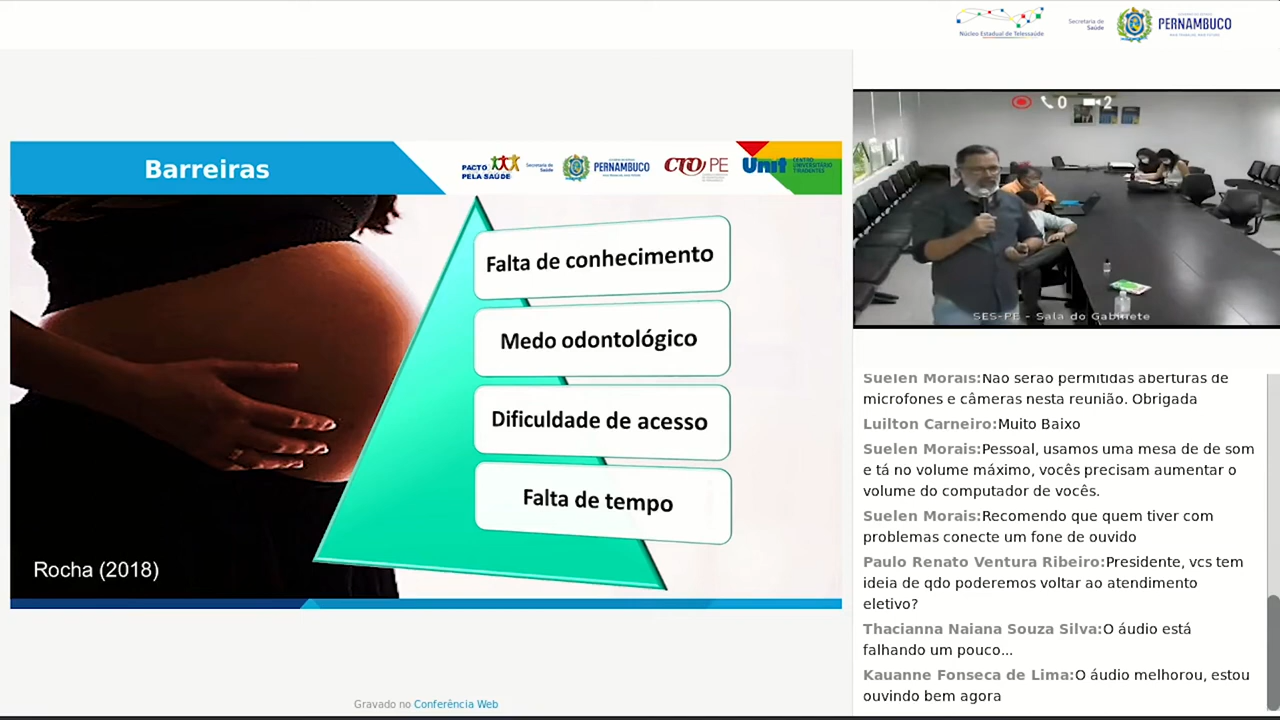 Núcleo Estadual de Telessaúde
Secretaria de
Saúde
PERNAMBUCO
Barreiras
PACTO
PELA SAÚDE
Secretaria de
Saúde
PERNAMBUCO
CRO PE
Unit
CENTRO
UNIVERSITÁRIO
TIRADENTES
Falta de conhecimento
Medo odontológico
Dificuldade de acesso
Falta de tempo
Rocha (2018)
Gravado no Conferência Web
0
2
SES-PE - Sala do Gabinete
Suelen Morais:Não serão permitidas aberturas de
microfones e câmeras nesta reunião. Obrigada
Luilton Carneiro:Muito Baixo
Suelen Morais:Pessoal, usamos uma mesa de de som
e tá no volume máximo, vocês precisam aumentar o
volume do computador de vocês.
Suelen Morais:Recomendo que quem tiver com
problemas conecte um fone de ouvido
Paulo Renato Ventura Ribeiro:Presidente, vcs tem
ideia de qdo poderemos voltar ao atendimento
eletivo?
Thacianna Naiana Souza Silva:O áudio está
falhando um pouco...
Kauanne Fonseca de Lima:O áudio melhorou, estou
ouvindo bem agora